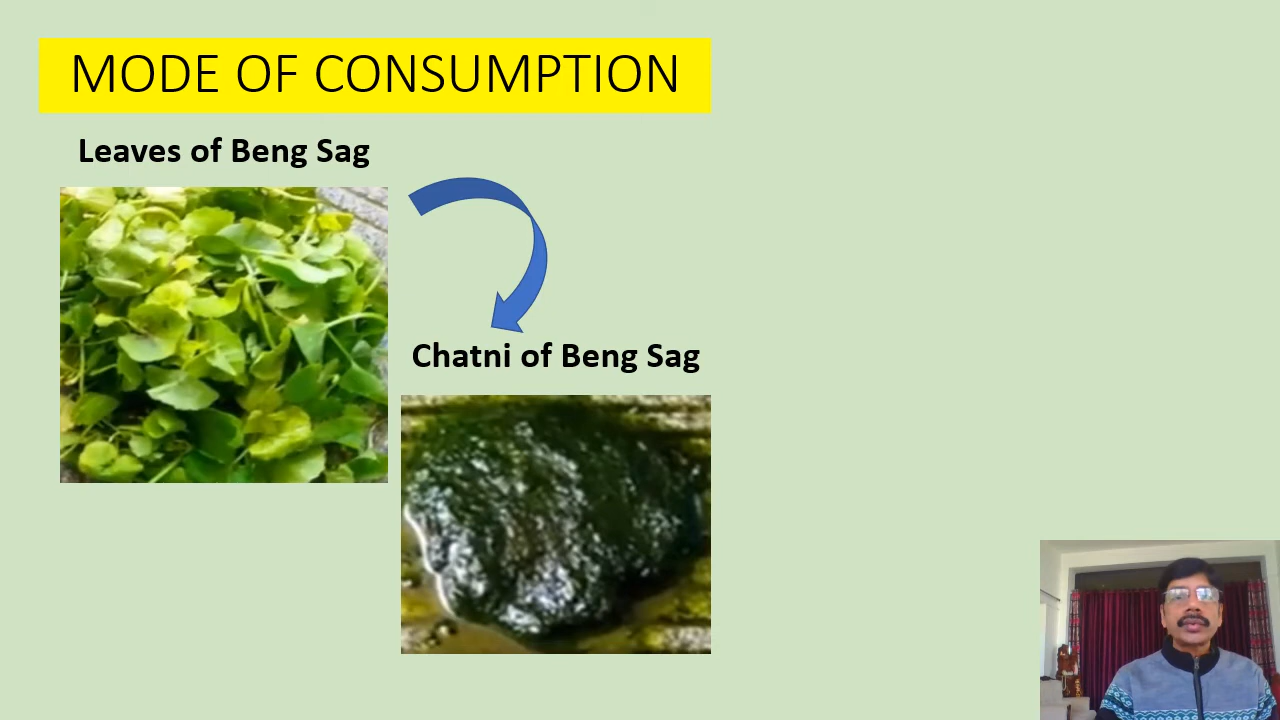 MODE OF CONSUMPTION
Leaves of Beng Sag
Chatni of Beng Sag